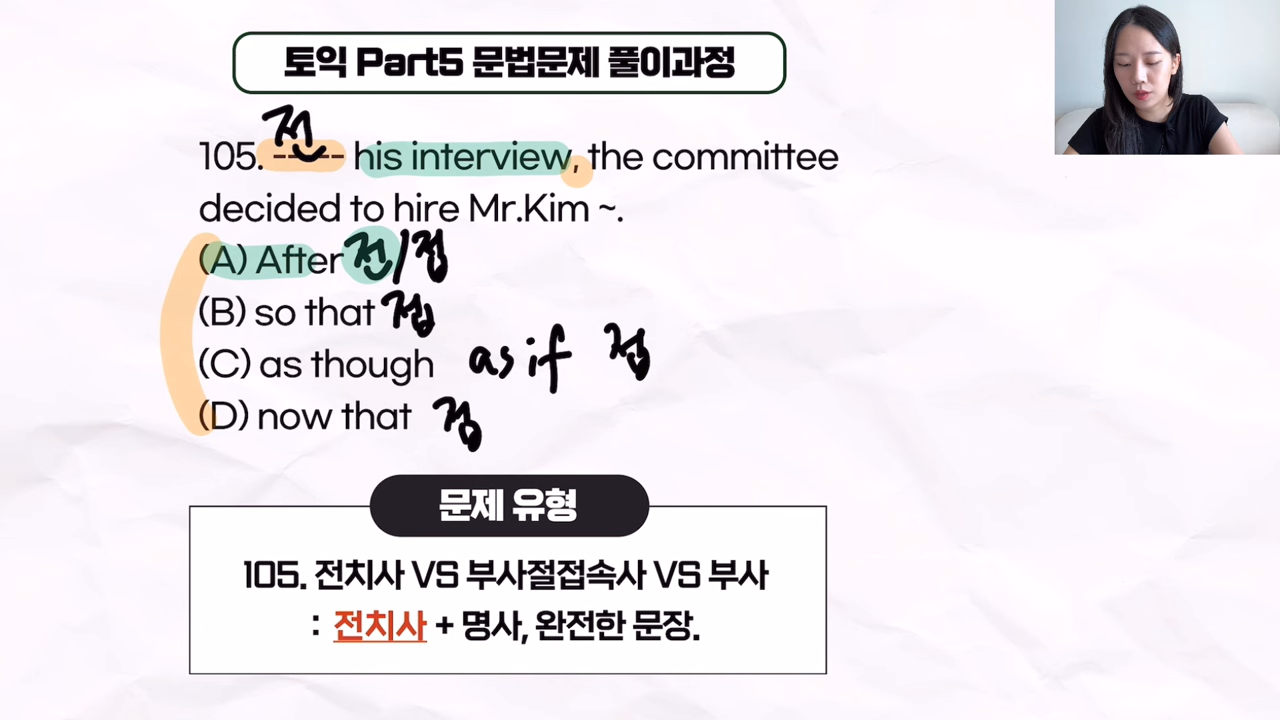 토익 Part5 문법문제 풀이과정
전
105. ----- his interview, the committee
decided to hire Mr.Kim ~.
(A) After 전/접
(B) so that 접
(C) as though as if 접
(D) now that 접
문제 유형
105. 전치사 VS 부사절접속사 VS 부사
: 전치사 + 명사, 완전한 문장.